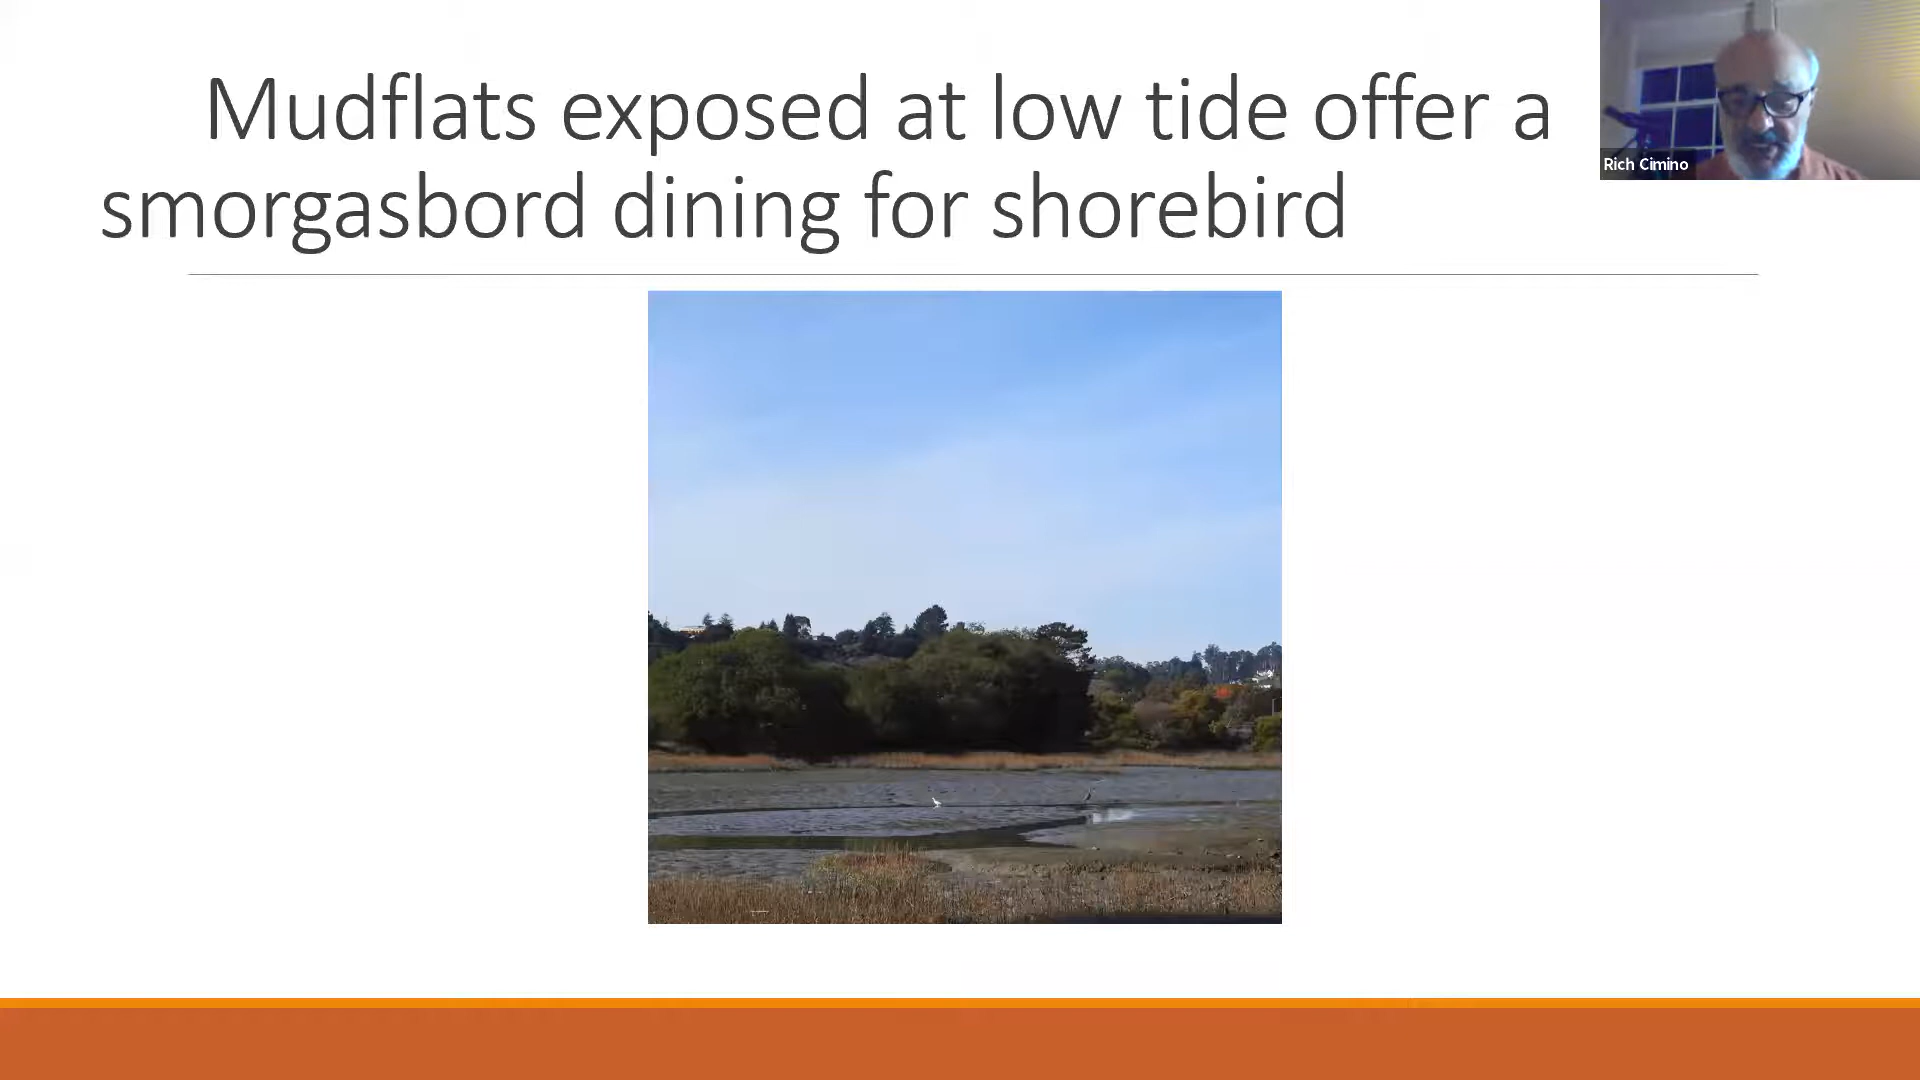 Mudflats exposed at low tide offer a
smorgasbord dining for shorebird
Rich Cimino